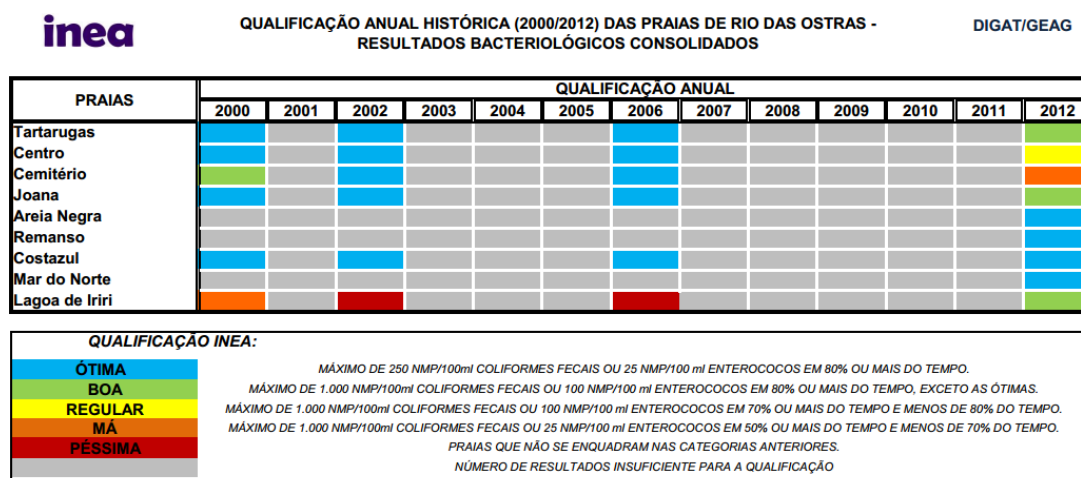 inea
QUALIFICAÇÃO ANUAL HISTÓRICA (2000/2012) DAS PRAIAS DE RIO DAS OSTRAS -
RESULTADOS BACTERIOLÓGICOS CONSOLIDADOS
DIGAT/GEAG
PRAIAS
QUALIFICAÇÃO ANUAL
2000 2001 2002 2003 2004 2005 2006 2007 2008 2009 2010 2011 2012
Tartarugas
Centro
Cemitério
Joana
Areia Negra
Remanso
Costazul
Mar do Norte
Lagoa de Iriri
QUALIFICAÇÃO INEA:
ÓTIMA MÁXIMO DE 250 NMP/100ml COLIFORMES FECAIS OU 25 NMP/100 ml ENTEROCOCOS EM 80% OU MAIS DO TEMPO.
BOA MÁXIMO DE 1.000 NMP/100ml COLIFORMES FECAIS OU 100 NMP/100 ml ENTEROCOCOS EM 80% OU MAIS DO TEMPO, EXCETO AS ÓTIMAS.
REGULAR MÁXIMO DE 1.000 NMP/100ml COLIFORMES FECAIS OU 100 NMP/100 ml ENTEROCOCOS EM 70% OU MAIS DO TEMPO E MENOS DE 80% DO TEMPO.
MÁ MÁXIMO DE 1.000 NMP/100ml COLIFORMES FECAIS OU 25 NMP/100 ml ENTEROCOCOS EM 50% OU MAIS DO TEMPO E MENOS DE 70% DO TEMPO.
PÉSSIMA PRAIAS QUE NÃO SE ENQUADRAM NAS CATEGORIAS ANTERIORES.
NÚMERO DE RESULTADOS INSUFICIENTE PARA A QUALIFICAÇÃO